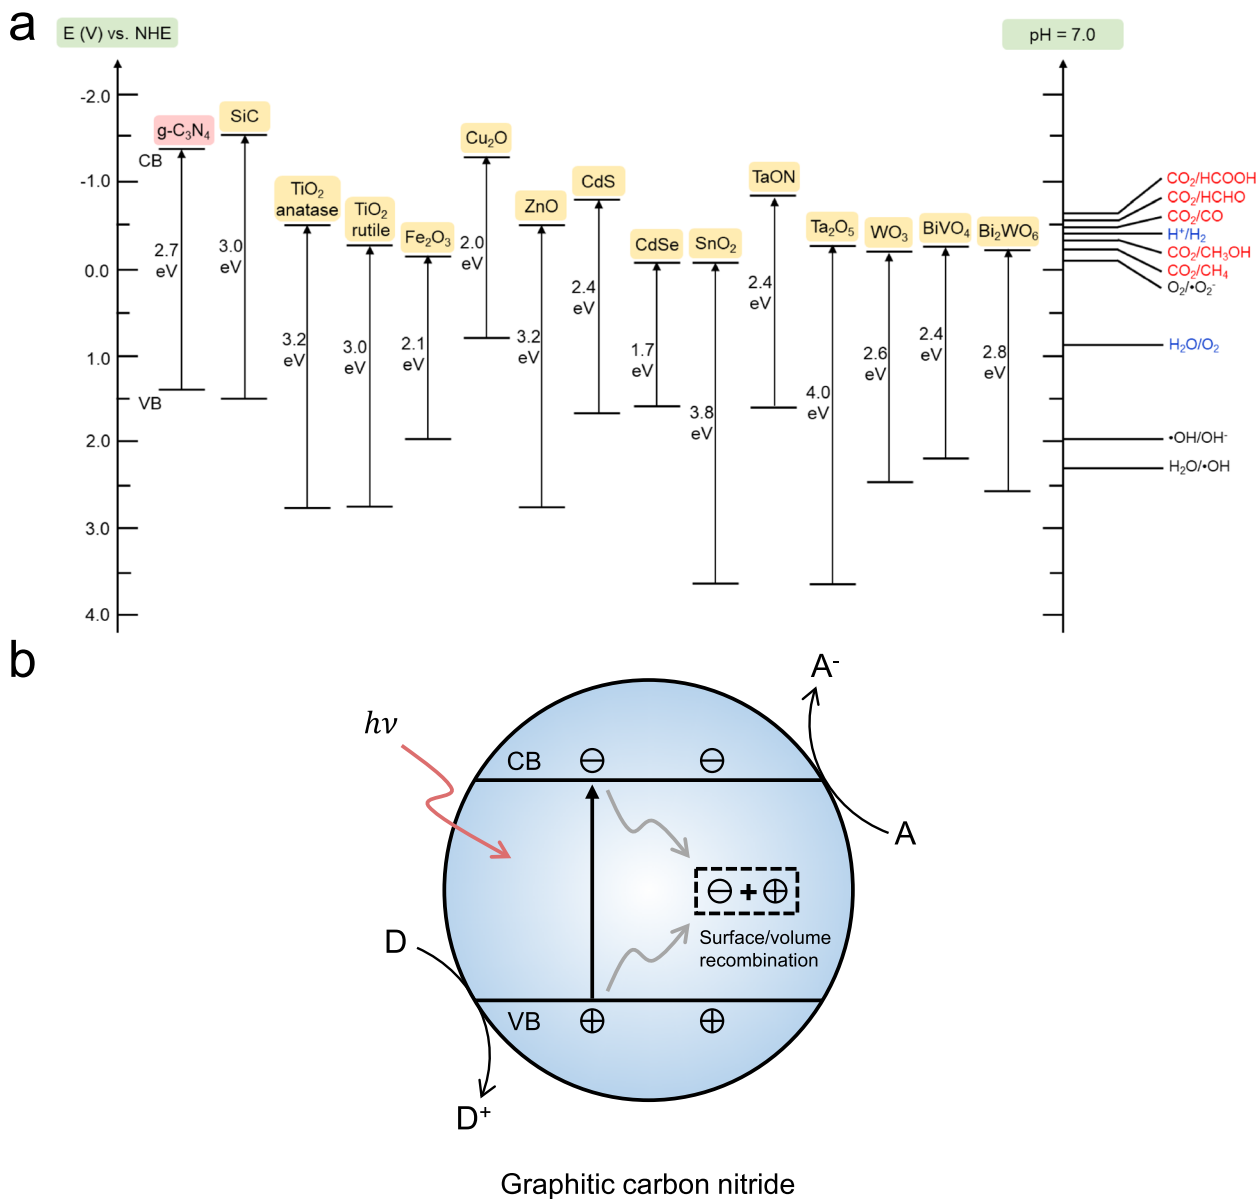 a
E (V) vs. NHE
pH = 7.0
-2.0
-1.0
0.0
1.0
2.0
3.0
4.0
CB
VB
g-C₃N₄
2.7
eV
SiC
3.0
eV
TiO₂
anatase
3.2
eV
TiO₂
rutile
3.0
eV
Fe₂O₃
2.1
eV
Cu₂O
2.0
eV
ZnO
3.2
eV
CdS
2.4
eV
CdSe
1.7
eV
SnO₂
3.8
eV
TaON
2.4
eV
Ta₂O₅
4.0
eV
WO₃
2.6
eV
BiVO₄
2.4
eV
Bi₂WO₆
2.8
eV
CO₂/HCOOH
CO₂/HCHO
CO₂/CO
H⁺/H₂
CO₂/CH₃OH
CO₂/CH₄
O₂/•O₂⁻
H₂O/O₂
•OH/OH⁻
H₂O/•OH
b
hν
A⁻
A
CB
⊖ ⊖
⊖ + ⊕
Surface/volume
recombination
D
VB
⊕ ⊕
D⁺
Graphitic carbon nitride